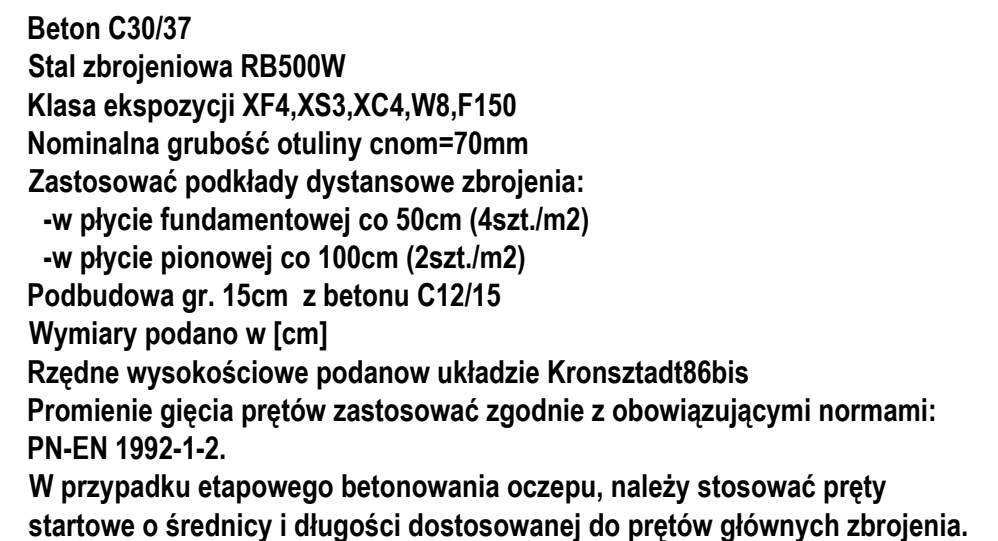 Beton C30/37
Stal zbrojeniowa RB500W
Klasa ekspozycji XF4,XS3,XC4,W8,F150
Nominalna grubość otuliny cnom=70mm
Zastosować podkłady dystansowe zbrojenia:
-w płycie fundamentowej co 50cm (4szt./m2)
-w płycie pionowej co 100cm (2szt./m2)
Podbudowa gr. 15cm z betonu C12/15
Wymiary podano w [cm]
Rzędne wysokościowe podanow układzie Kronsztadt86bis
Promienie gięcia prętów zastosować zgodnie z obowiązującymi normami:
PN-EN 1992-1-2.
W przypadku etapowego betonowania oczepu, należy stosować pręty
startowe o średnicy i długości dostosowanej do prętów głównych zbrojenia.